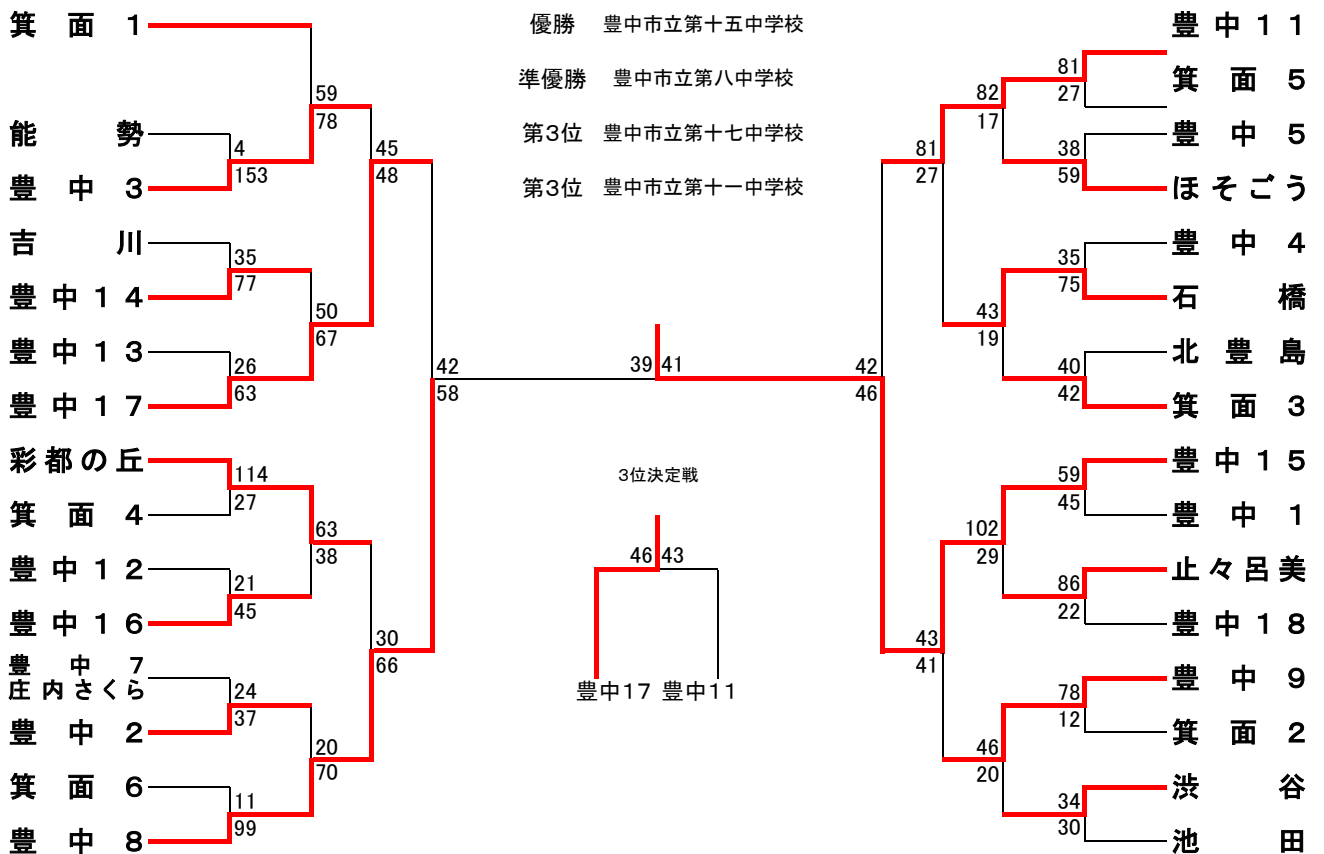 箕面１
優勝 豊中市立第十五中学校
準優勝 豊中市立第八中学校
第3位 豊中市立第十七中学校
第3位 豊中市立第十一中学校
59
78
能勢
4
153
豊中３
45
48
吉川
35
77
豊中１４
50
67
豊中１３
26
63
豊中１７
42
58
彩都の丘
114
27
箕面４
63
38
豊中１２
21
45
豊中１６
30
66
豊中７
庄内さくら
24
37
豊中２
20
70
箕面６
11
99
豊中８
39 41
3位決定戦
46 43
豊中17 豊中11
豊中１１
81
27
箕面５
82
17
豊中５
38
59
ほそごう
81
27
豊中４
35
75
石橋
43
19
北豊島
40
42
箕面３
42
46
豊中１５
59
45
豊中１
102
29
止々呂美
86
22
豊中１８
43
41
豊中９
78
12
箕面２
46
20
渋谷
34
30
池田